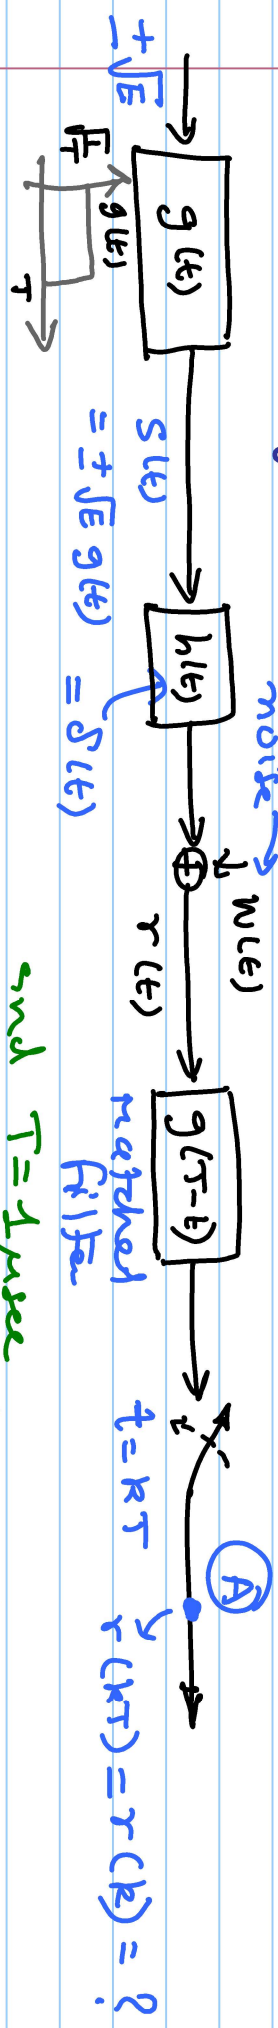 ± √E
g(t)
√(1/T)
g(t)
T
S(t)
= ± √E g(t)
h(t)
= δ(t)
noise
n(t)
r(t)
g(T-t)
matched
filter
and T = 1 μsec
t = kT
A
r(kT) = r(k) = ?